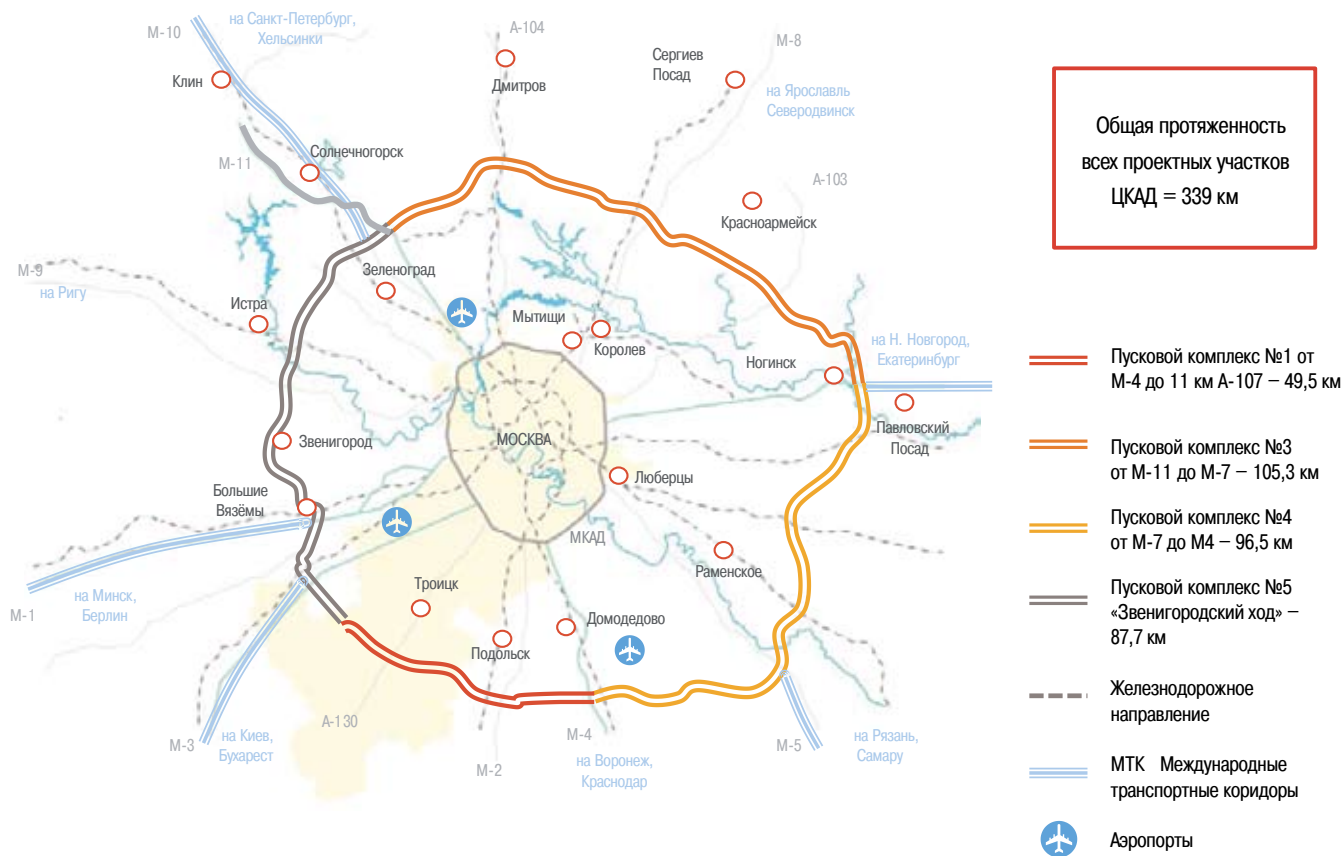 М-10
на Санкт-Петербург,
Хельсинки
А-104
Сергиев
Посад
М-8
Клин
Дмитров
на Ярославль
Северодвинск
М-11
Солнечногорск
А-103
Красноармейск
М-9
на Ригу
Зеленоград
Истра
Мытищи
Королев
Ногинск
на Н. Новгород,
Екатеринбург
Павловский
Посад
Звенигород
МОСКВА
Люберцы
Большие
Вязёмы
МКАД
Раменское
М-1
на Минск,
Берлин
Троицк
Подольск
Домодедово
А-130
М-3
на Киев,
Бухарест
М-2
М-4
на Воронеж,
Краснодар
М-5
на Рязань,
Самару
Общая протяженность
всех проектных участков
ЦКАД = 339 км
Пусковой комплекс №1 от
М-4 до 11 км А-107 – 49,5 км
Пусковой комплекс №3
от М-11 до М-7 – 105,3 км
Пусковой комплекс №4
от М-7 до М4 – 96,5 км
Пусковой комплекс №5
«Звенигородский ход» –
87,7 км
Железнодорожное
направление
МТК Международные
транспортные коридоры
Аэропорты